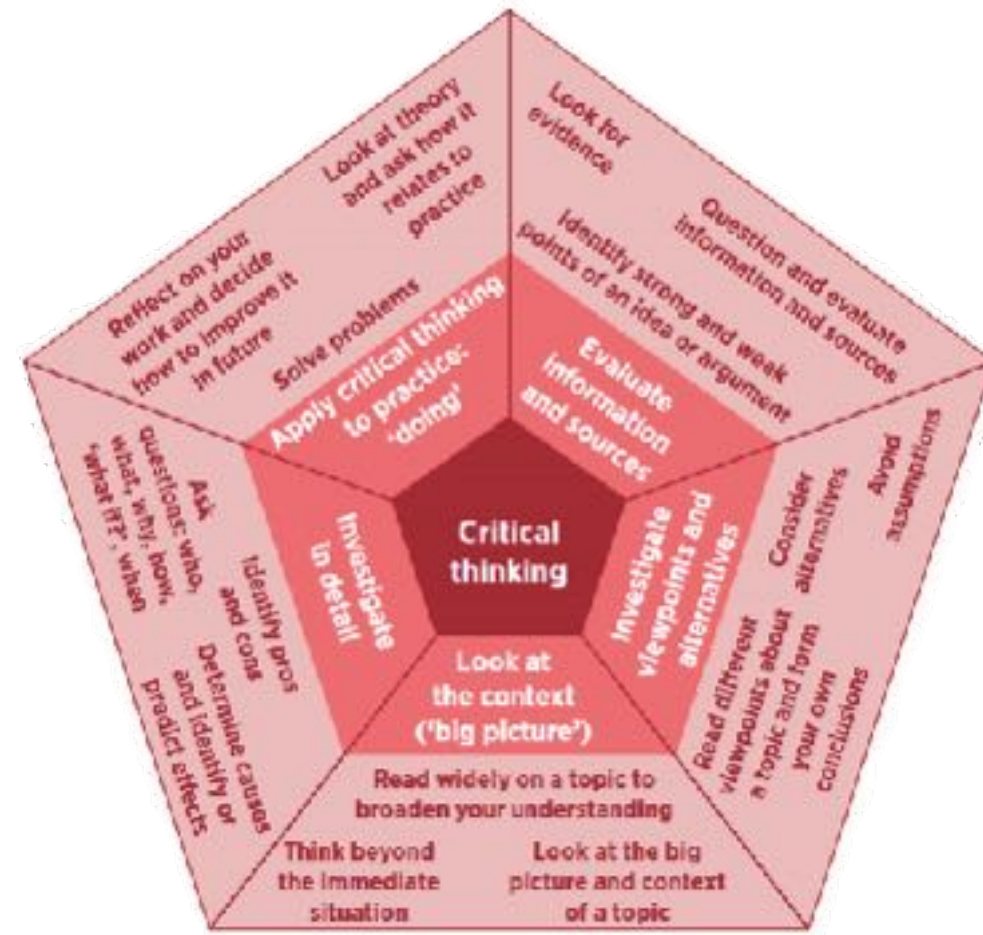 Critical
thinking
Evaluate
information
and sources
Look for
evidence
Question and evaluate
information and sources
Identify strong and weak
points of an idea or argument
Investigate
viewpoints and
alternatives
Avoid
assumptions
Consider
alternatives
Read different
viewpoints about
a topic and form
your own
conclusions
Look at
the context
('big picture')
Read widely on a topic to
broaden your understanding
Think beyond
the immediate
situation
Look at the big
picture and context
of a topic
Investigate
in detail
Ask
questions: who,
what, why, how,
'what if?', when
Identify pros
and cons
Determine causes
and identify or
predict effects
Apply critical thinking
to practice:
'doing'
Look at theory
and ask how it
relates to
practice
Reflect on your
work and decide
how to improve it
in future
Solve problems